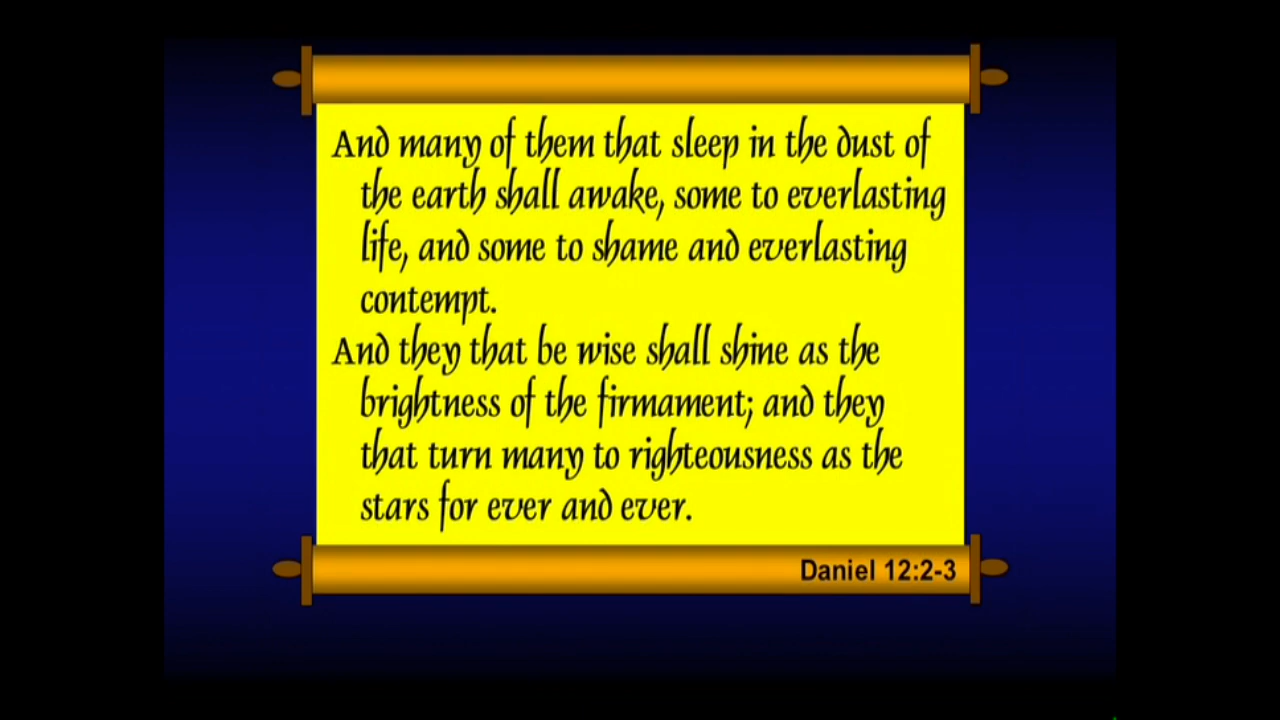 And many of them that sleep in the dust of
the earth shall awake, some to everlasting
life, and some to shame and everlasting
contempt.
And they that be wise shall shine as the
brightness of the firmament; and they
that turn many to righteousness as the
stars for ever and ever.
Daniel 12:2-3